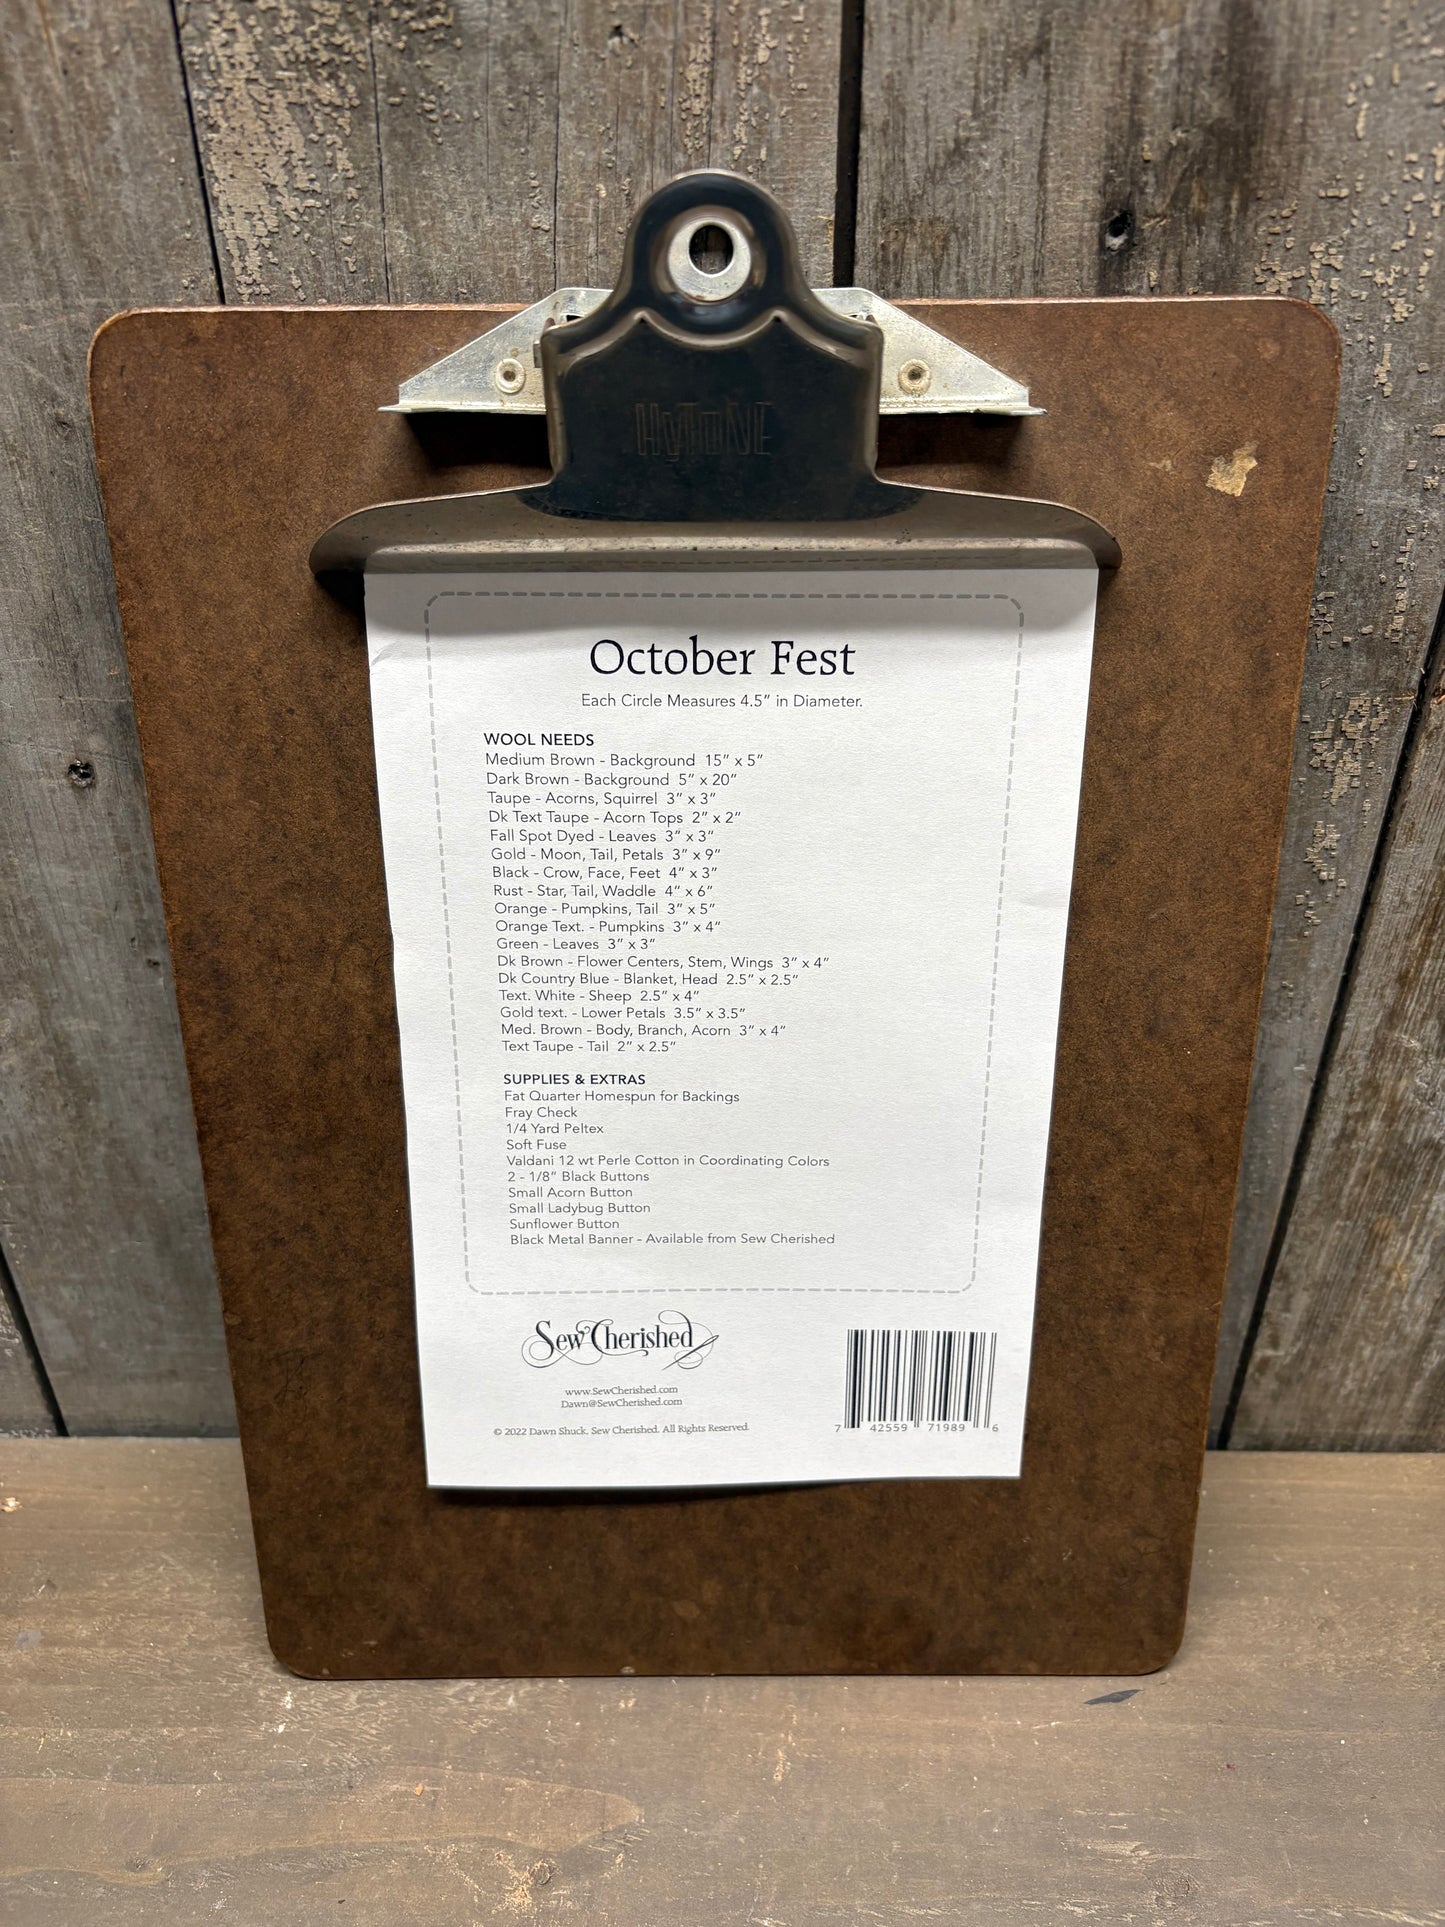 HyTONE
October Fest
Each Circle Measures 4.5" in Diameter.
WOOL NEEDS
Medium Brown - Background 15" x 5"
Dark Brown - Background 5" x 20"
Taupe - Acorns, Squirrel 3" x 3"
Dk Text Taupe - Acorn Tops 2" x 2"
Fall Spot Dyed - Leaves 3" x 3"
Gold - Moon, Tail, Petals 3" x 9"
Black - Crow, Face, Feet 4" x 3"
Rust - Star, Tail, Waddle 4" x 6"
Orange - Pumpkins, Tail 3" x 5"
Orange Text. - Pumpkins 3" x 4"
Green - Leaves 3" x 3"
Dk Brown - Flower Centers, Stem, Wings 3" x 4"
Dk Country Blue - Blanket, Head 2.5" x 2.5"
Text. White - Sheep 2.5" x 4"
Gold text. - Lower Petals 3.5" x 3.5"
Med. Brown - Body, Branch, Acorn 3" x 4"
Text Taupe - Tail 2" x 2.5"
SUPPLIES & EXTRAS
Fat Quarter Homespun for Backings
Fray Check
1/4 Yard Peltex
Soft Fuse
Valdani 12 wt Perle Cotton in Coordinating Colors
2 - 1/8" Black Buttons
Small Acorn Button
Small Ladybug Button
Sunflower Button
Black Metal Banner - Available from Sew Cherished
Sew Cherished
www.SewCherished.com
Dawn@SewCherished.com
© 2022 Dawn Shuck. Sew Cherished. All Rights Reserved.
7 42559 71989 6